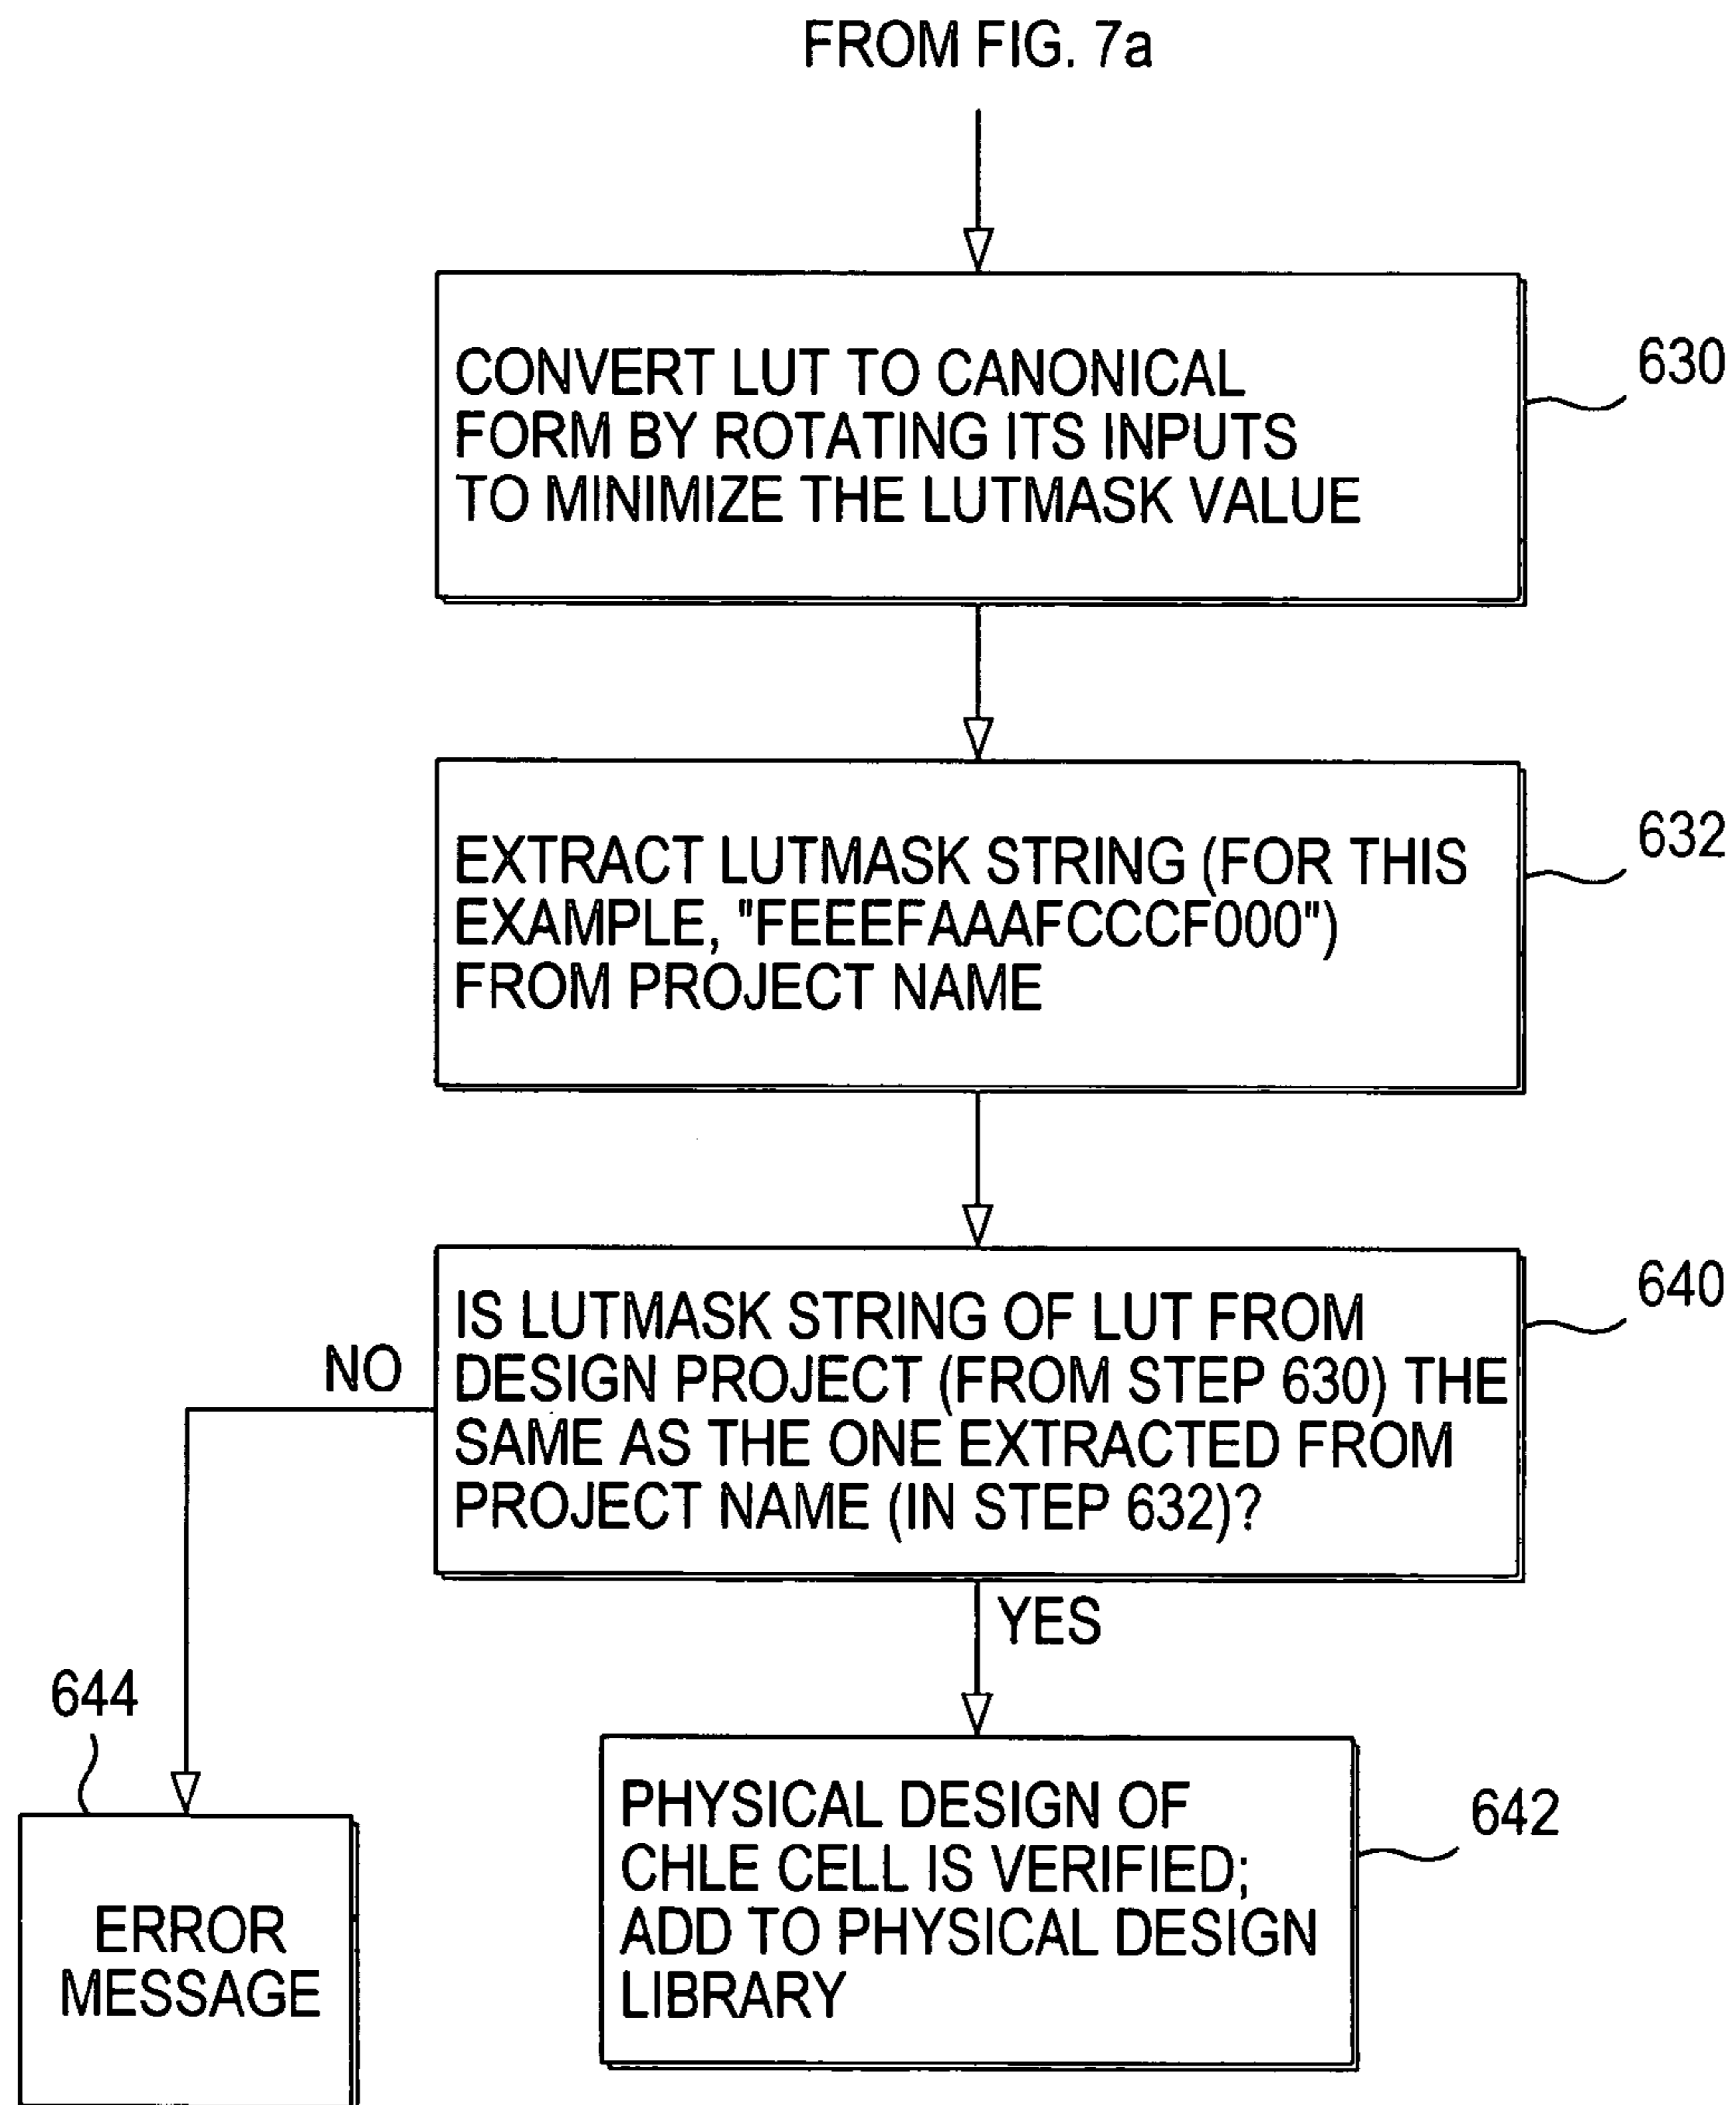 FROM FIG. 7a
CONVERT LUT TO CANONICAL
FORM BY ROTATING ITS INPUTS
TO MINIMIZE THE LUTMASK VALUE
630
EXTRACT LUTMASK STRING (FOR THIS
EXAMPLE, "FEEEFAAAFCCCF000")
FROM PROJECT NAME
632
IS LUTMASK STRING OF LUT FROM
DESIGN PROJECT (FROM STEP 630) THE
SAME AS THE ONE EXTRACTED FROM
PROJECT NAME (IN STEP 632)?
640
NO
YES
644
ERROR
MESSAGE
PHYSICAL DESIGN OF
CHLE CELL IS VERIFIED;
ADD TO PHYSICAL DESIGN
LIBRARY
642